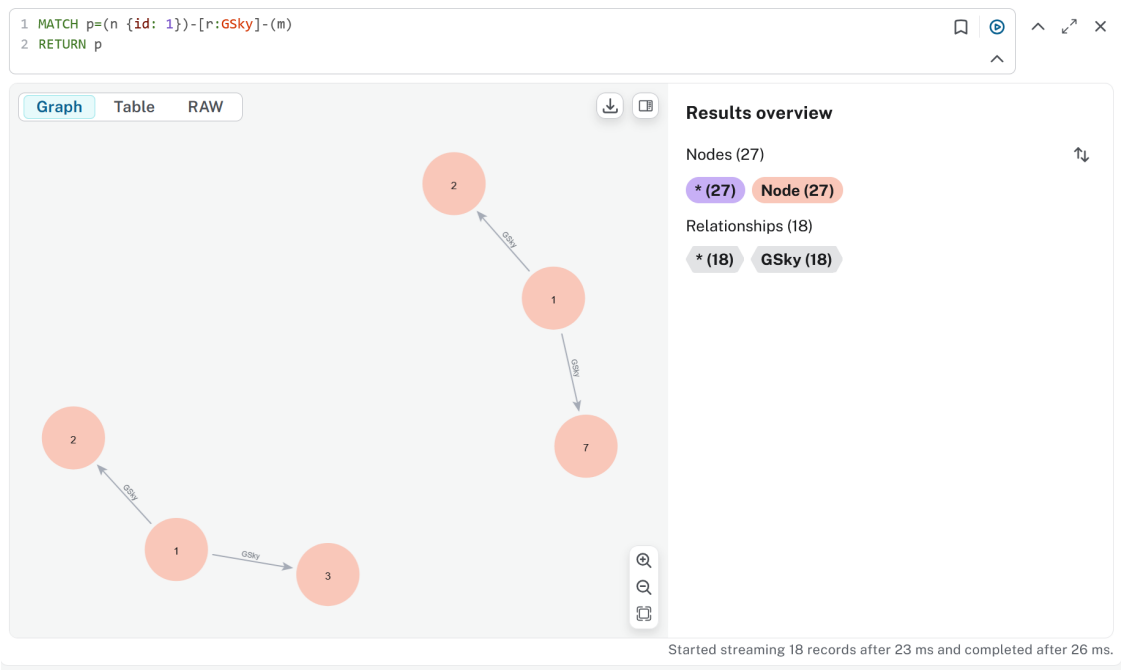 1 MATCH p=(n {id: 1})-[r:GSky]-(m)
2 RETURN p
Graph Table RAW
Results overview
Nodes (27)
* (27) Node (27)
Relationships (18)
* (18) GSky (18)
2
GSky
1
GSky
7
2
GSky
1
GSky
3
Started streaming 18 records after 23 ms and completed after 26 ms.